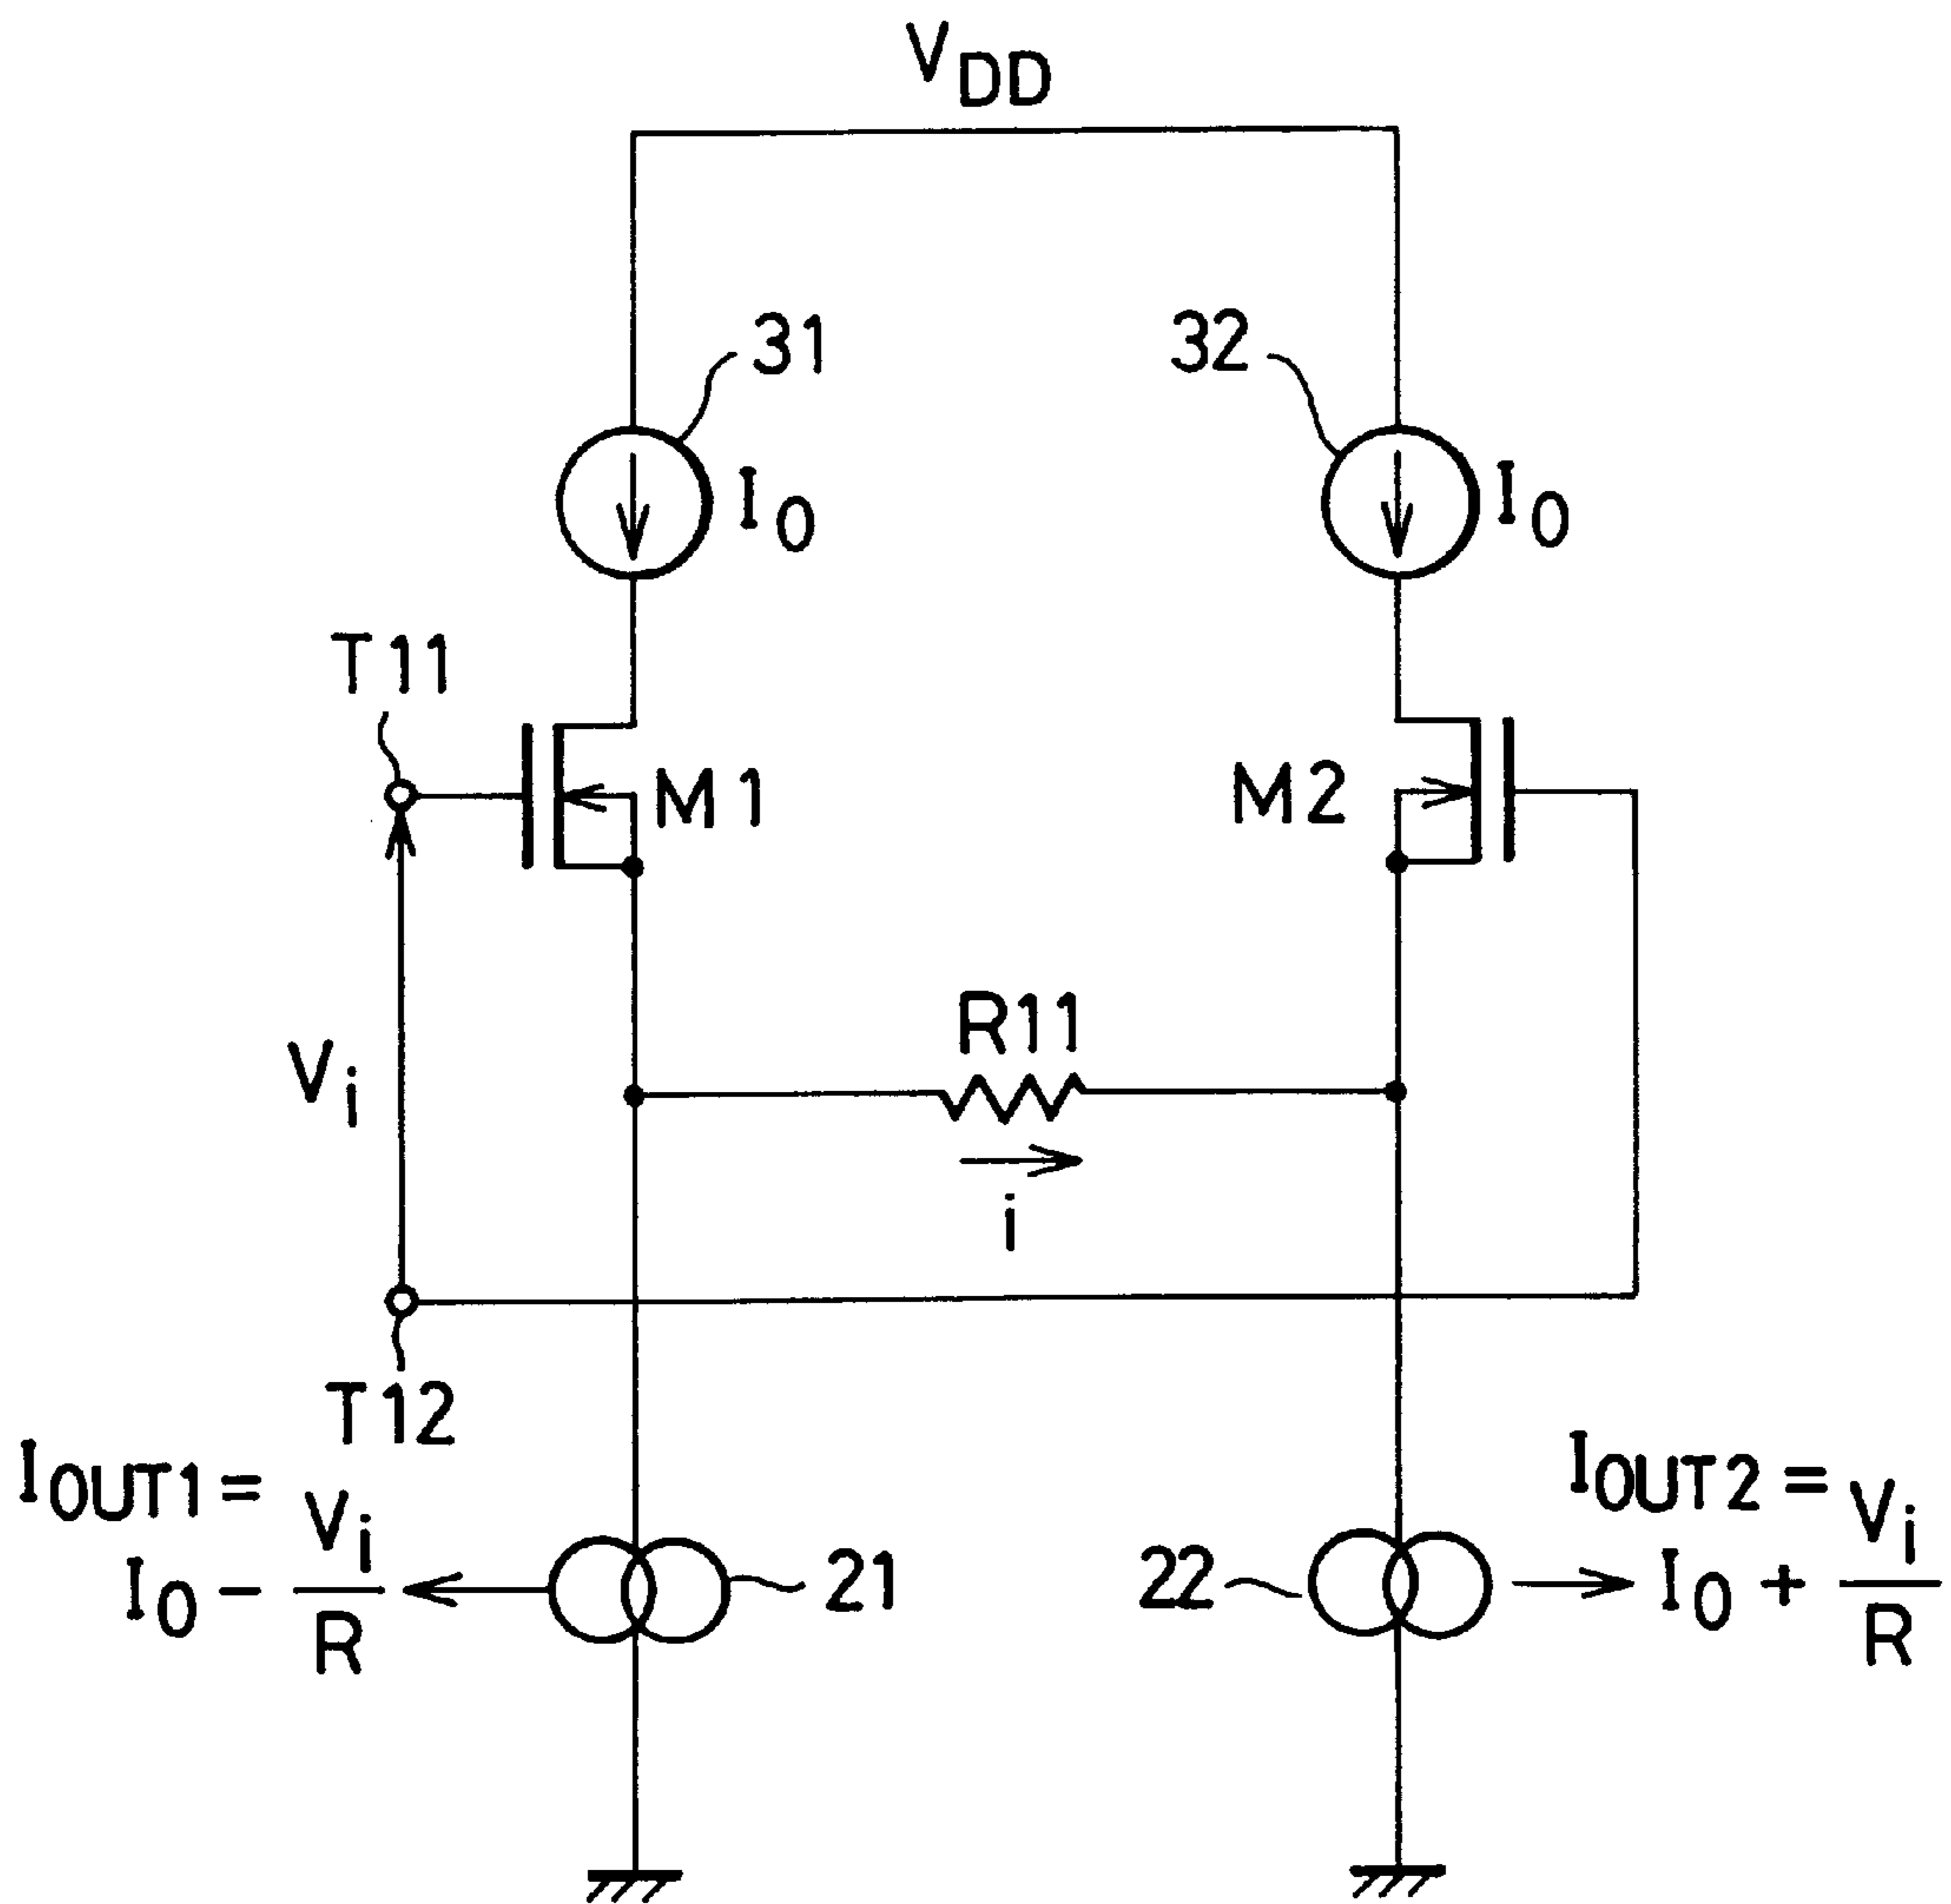 VDD
31
32
I0
I0
T11
M1
M2
R11
Vi
i
T12
IOUT1 =
I0 - Vi/R
21
22
IOUT2 =
I0 + Vi/R